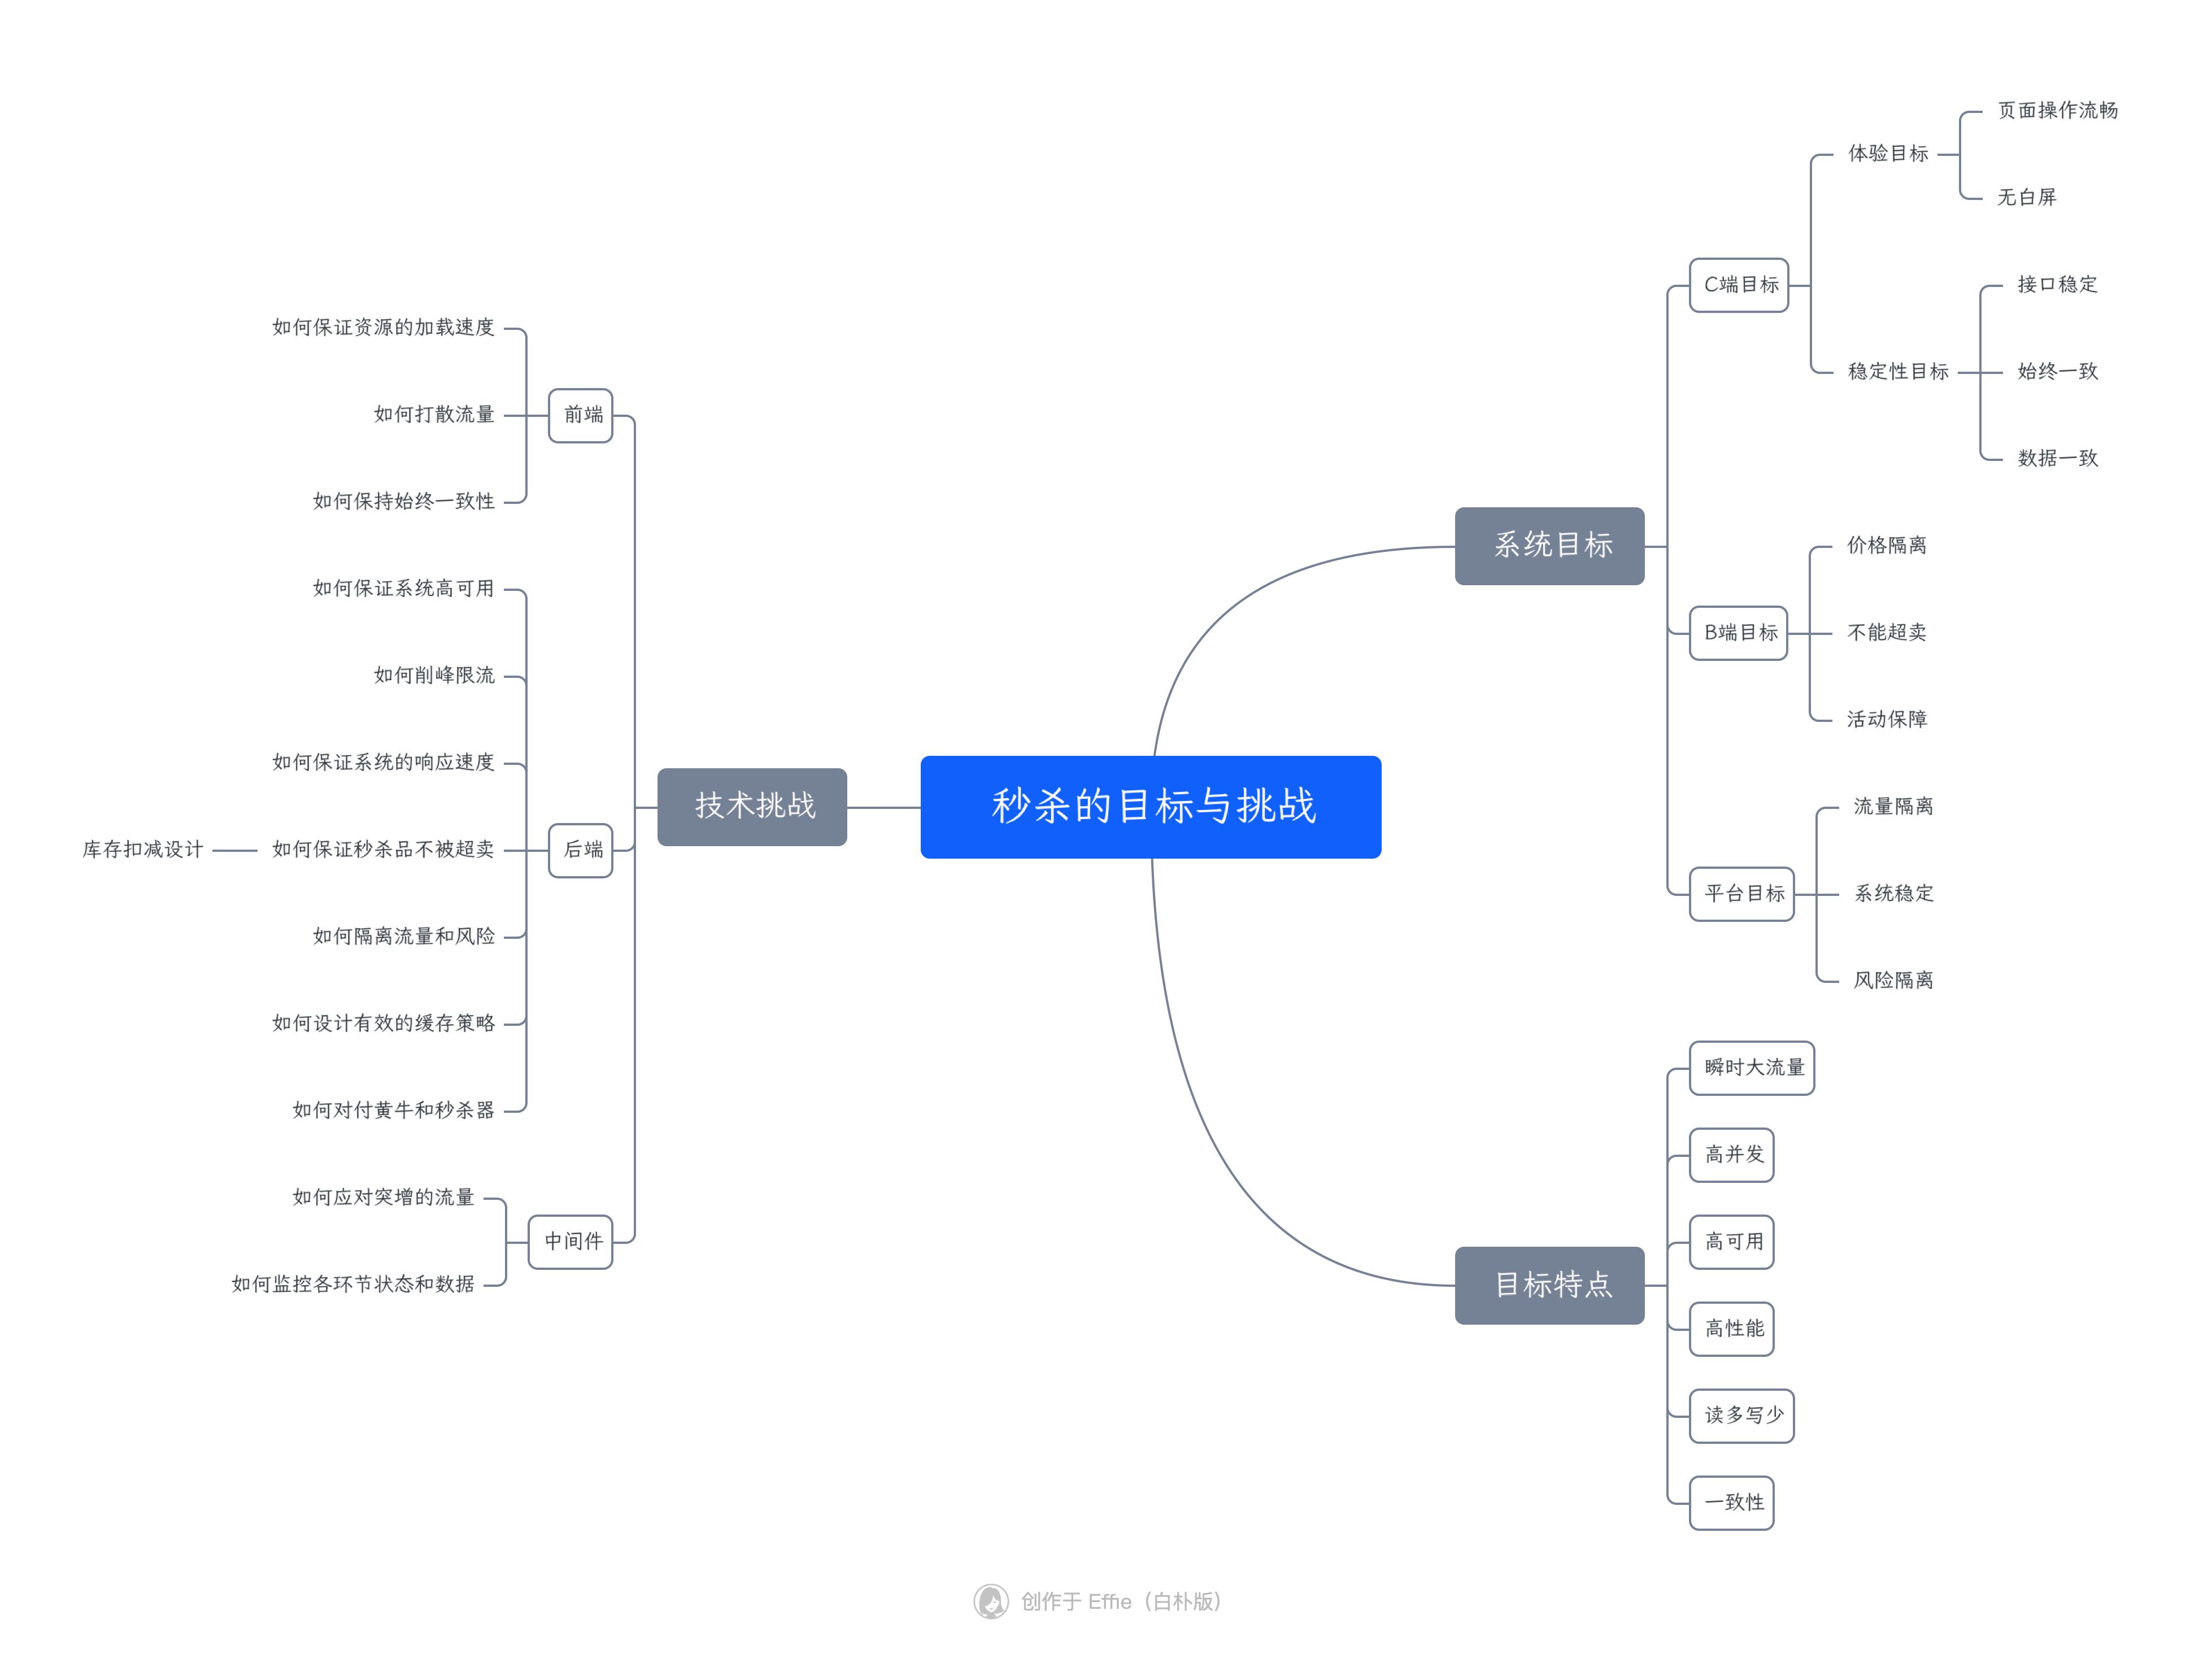 秒杀的目标与挑战
系统目标
C端目标
体验目标
页面操作流畅
无白屏
稳定性目标
接口稳定
始终一致
数据一致
B端目标
价格隔离
不能超卖
活动保障
平台目标
流量隔离
系统稳定
风险隔离
目标特点
瞬时大流量
高并发
高可用
高性能
读多写少
一致性
技术挑战
前端
如何保证资源的加载速度
如何打散流量
如何保持始终一致性
后端
如何保证系统高可用
如何削峰限流
如何保证系统的响应速度
如何保证秒杀品不被超卖
库存扣减设计
如何隔离流量和风险
如何设计有效的缓存策略
如何对付黄牛和秒杀器
中间件
如何应对突增的流量
如何监控各环节状态和数据
创作于 Effie（白朴版）